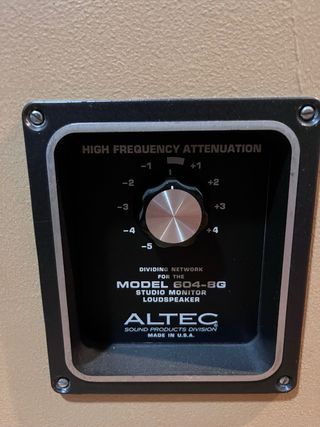 HIGH FREQUENCY ATTENUATION
-1 +1
-2 +2
-3 +3
-4 +4
-5
DIVIDING NETWORK
FOR THE
MODEL 604-8G
STUDIO MONITOR
LOUDSPEAKER
ALTEC®
SOUND PRODUCTS DIVISION
MADE IN U.S.A.